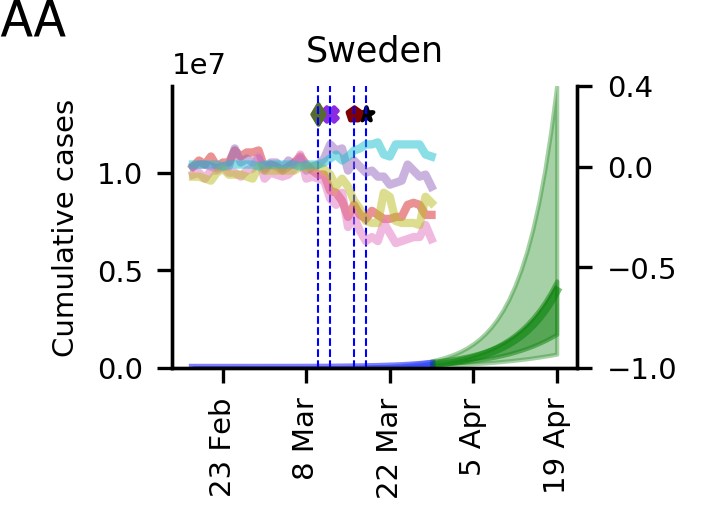 AA
Sweden
1e7
Cumulative cases
1.0
0.5
0.0
0.4
0.0
−0.5
−1.0
23 Feb
8 Mar
22 Mar
5 Apr
19 Apr